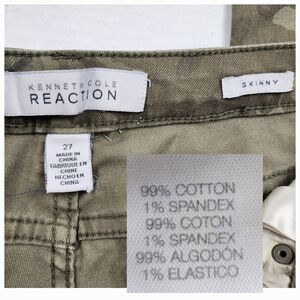 KENNETH COLE
REACTION
SKINNY
27
MADE IN
CHINA
FABRIQUE EN
CHINE
HECHO EN
CHINA
99% COTTON
1% SPANDEX
99% COTON
1% SPANDEX
99% ALGODÓN
1% ELASTICO